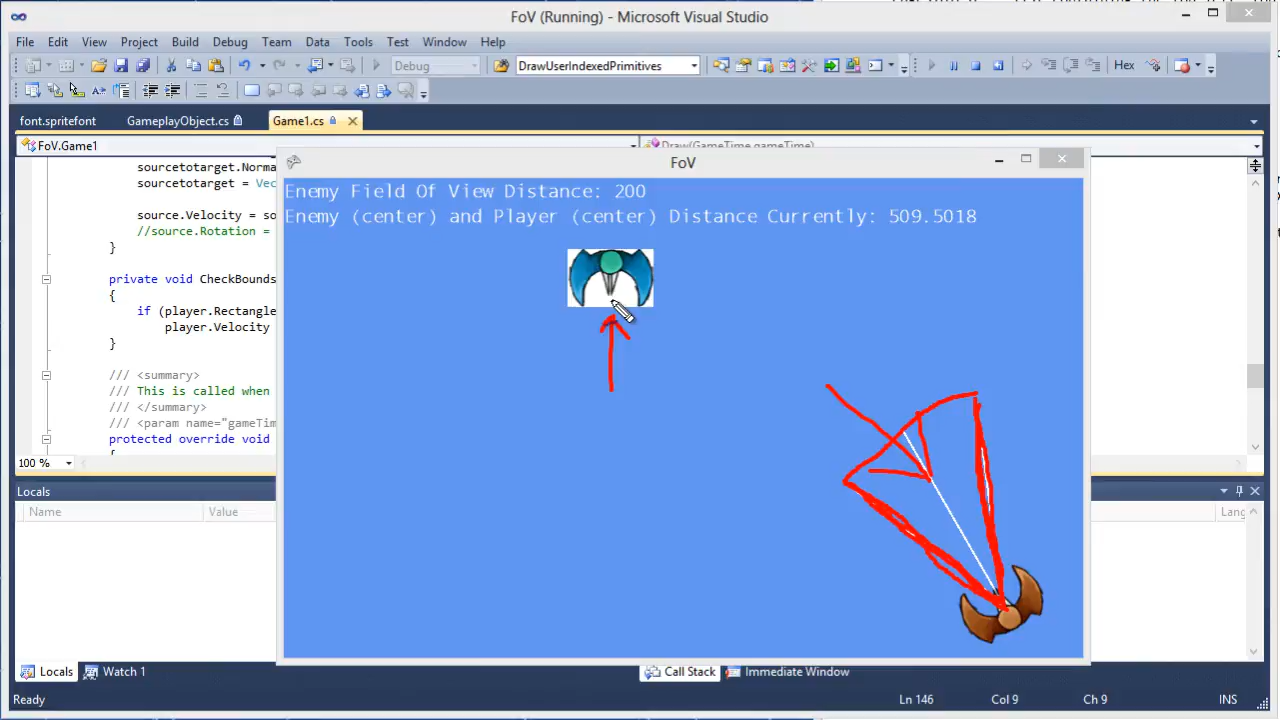 FoV (Running) - Microsoft Visual Studio
File Edit View Project Build Debug Team Data Tools Test Window Help
Debug DrawUserIndexedPrimitives Hex
font.spritefont GameplayObject.cs Game1.cs
FoV.Game1 Draw(GameTime gameTime)
FoV
sourcetotarget.Norma
sourcetotarget = Vec
source.Velocity = so
//source.Rotation =
}
private void CheckBounds
{
if (player.Rectangle
player.Velocity
}
/// <summary>
/// This is called when
/// </summary>
/// <param name="gameTim
protected override void
{
Enemy Field Of View Distance: 200
Enemy (center) and Player (center) Distance Currently: 509.5018
100 %
Locals
Name Value Lang
Locals Watch 1 Call Stack Immediate Window
Ready Ln 146 Col 9 Ch 9 INS